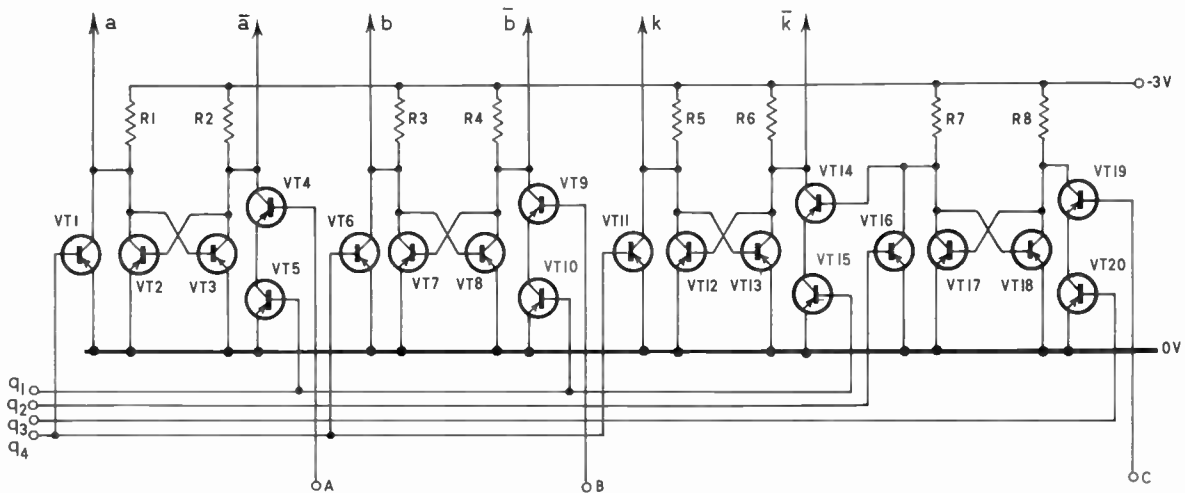 a ā b b̄ k k̄
-3V
R1 R2 R3 R4 R5 R6 R7 R8
VT4 VT9 VT14 VT19
VT1 VT6 VT11 VT16
VT5 VT10 VT15 VT20
VT2 VT3 VT7 VT8 VT12 VT13 VT17 VT18
0V
q1
q2
q3
q4
A B C